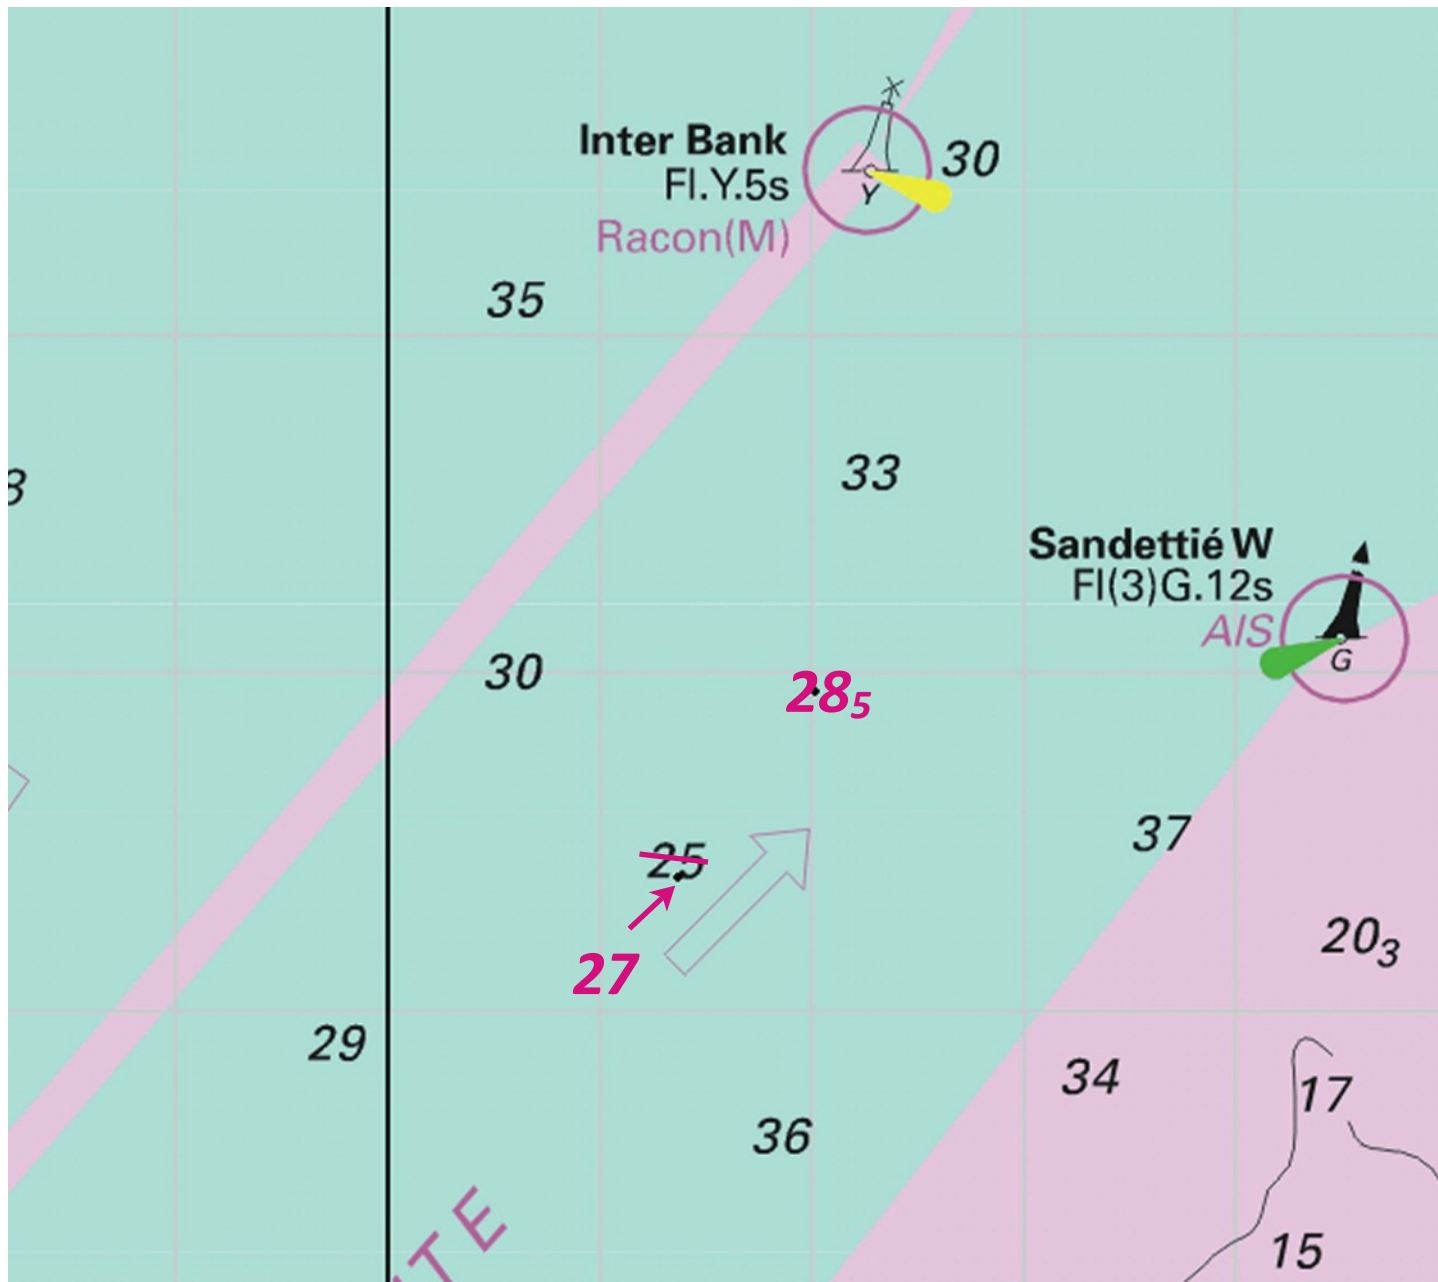 Inter Bank
Fl.Y.5s
Racon(M)
Y
30
35
33
Sandettié W
Fl(3)G.12s
AIS
G
30
28₅
25
27
37
20₃
29
34
17
36
15
TE